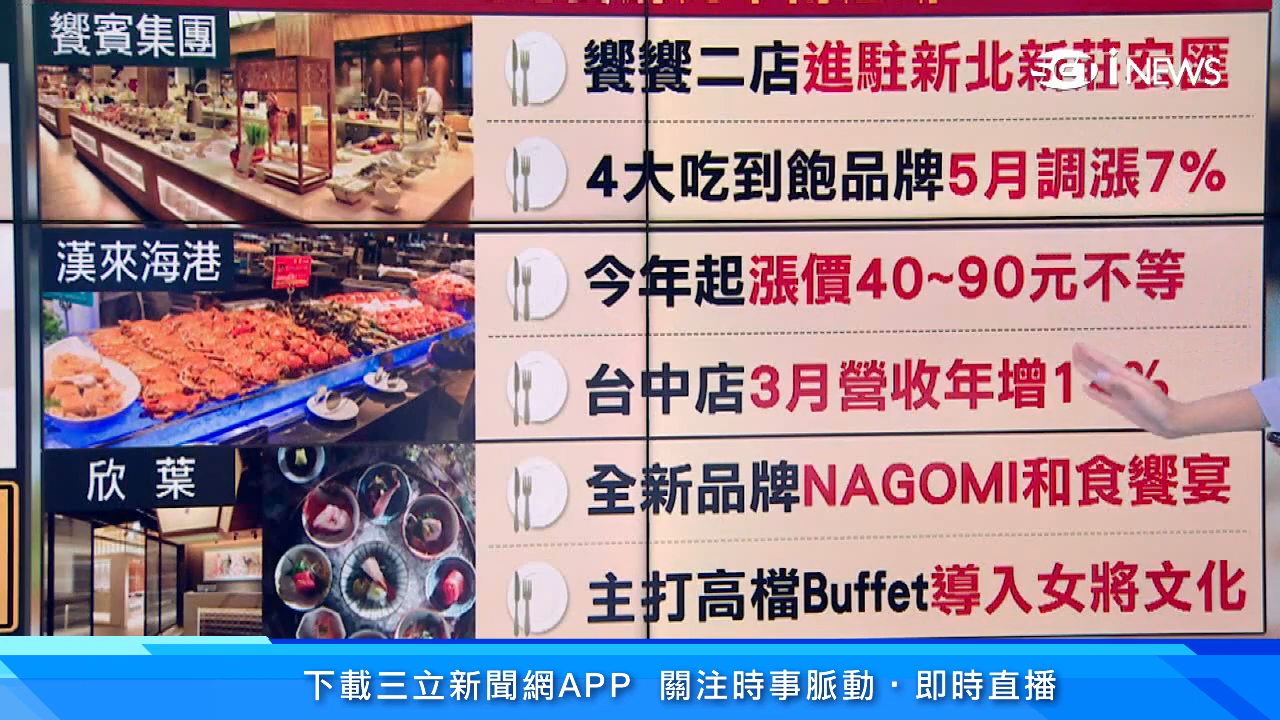 饗賓集團
饗饗二店進駐新北新莊宏匯
SETi NEWS
4大吃到飽品牌5月調漲7%
漢來海港
今年起漲價40~90元不等
台中店3月營收年增1 %
欣葉
全新品牌NAGOMI和食饗宴
主打高檔Buffet導入女將文化
下載三立新聞網APP 關注時事脈動・即時直播